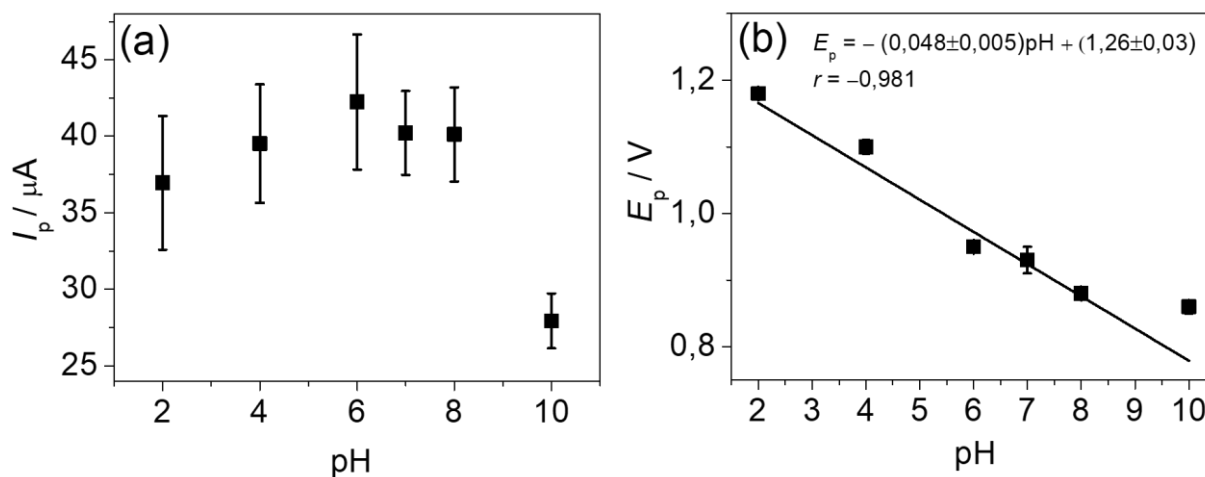 (a)
I_p / μA
45
40
35
30
25
2 4 6 8 10
pH
(b)
E_p = − (0,048±0,005)pH + (1,26±0,03)
r = −0,981
E_p / V
1,2
1,0
0,8
2 3 4 5 6 7 8 9 10
pH